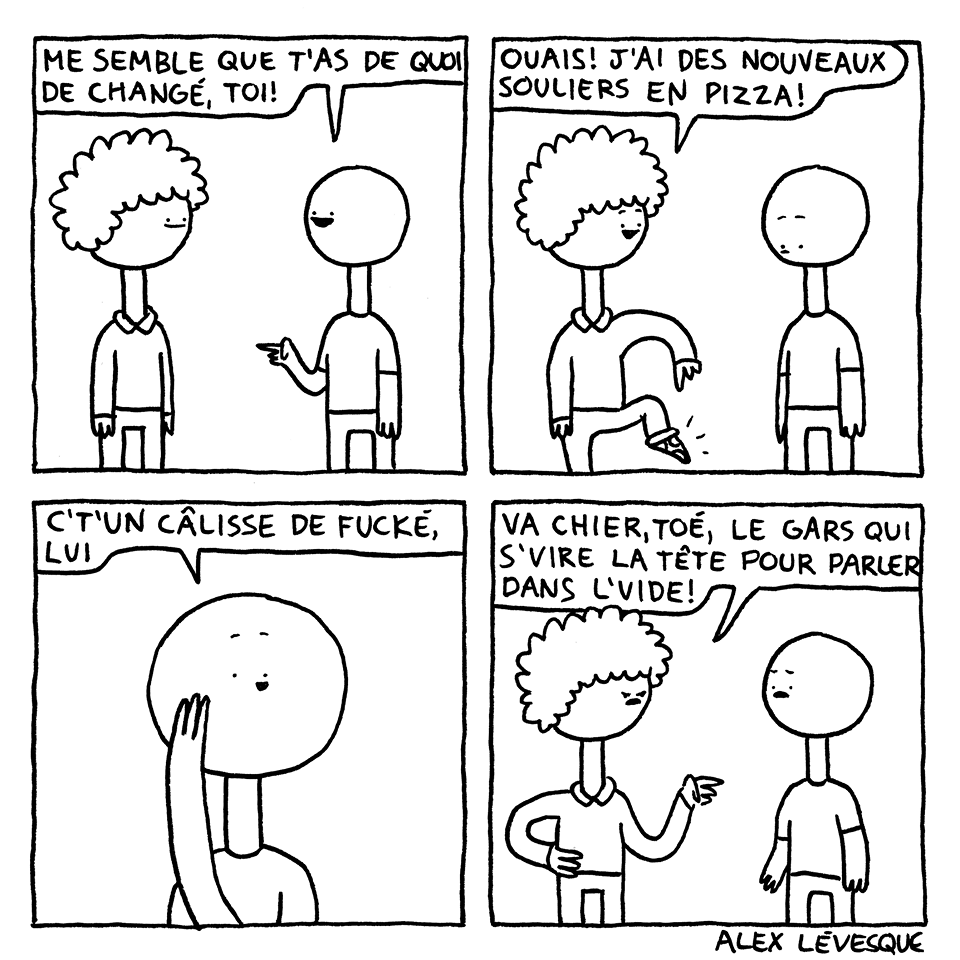 ME SEMBLE QUE T'AS DE QUOI
DE CHANGÉ, TOI!
OUAIS! J'AI DES NOUVEAUX
SOULIERS EN PIZZA!
C'T'UN CÂLISSE DE FUCKÉ,
LUI
VA CHIER, TOÉ, LE GARS QUI
S'VIRE LA TÊTE POUR PARLER
DANS L'VIDE!
ALEX LÉVESQUE